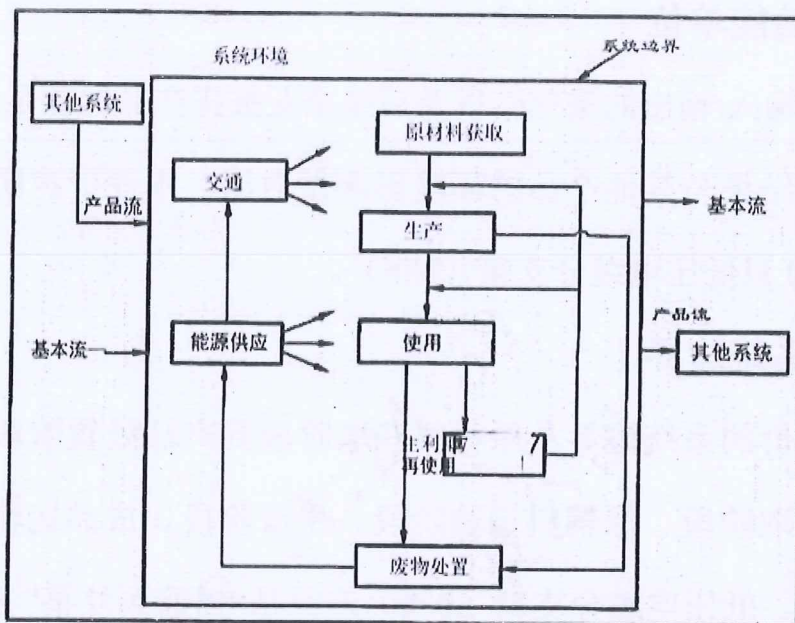 系统环境
系统边界
其他系统
原材料获取
交通
产品流
基本流
生产
产品流
能源供应
使用
基本流
其他系统
再使用
废物处置